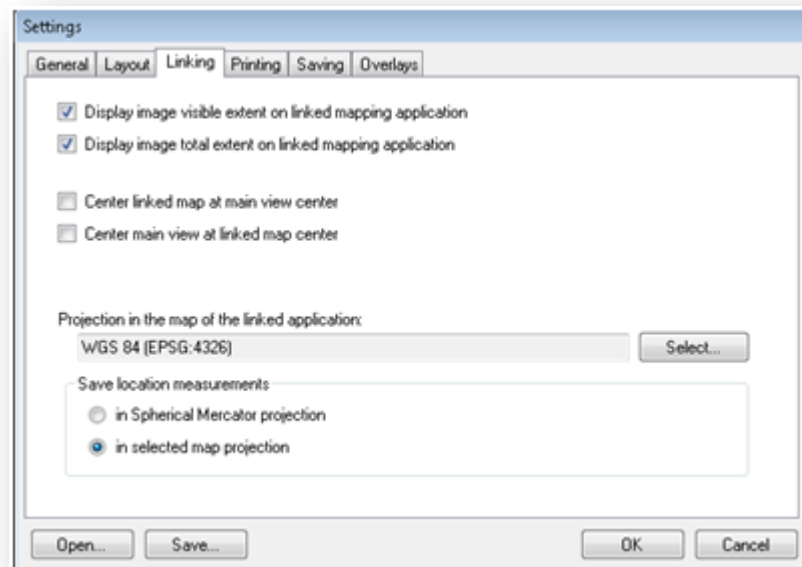 Settings
General Layout Linking Printing Saving Overlays
Display image visible extent on linked mapping application
Display image total extent on linked mapping application
Center linked map at main view center
Center main view at linked map center
Projection in the map of the linked application:
WGS 84 (EPSG:4326) Select...
Save location measurements
in Spherical Mercator projection
in selected map projection
Open... Save... OK Cancel